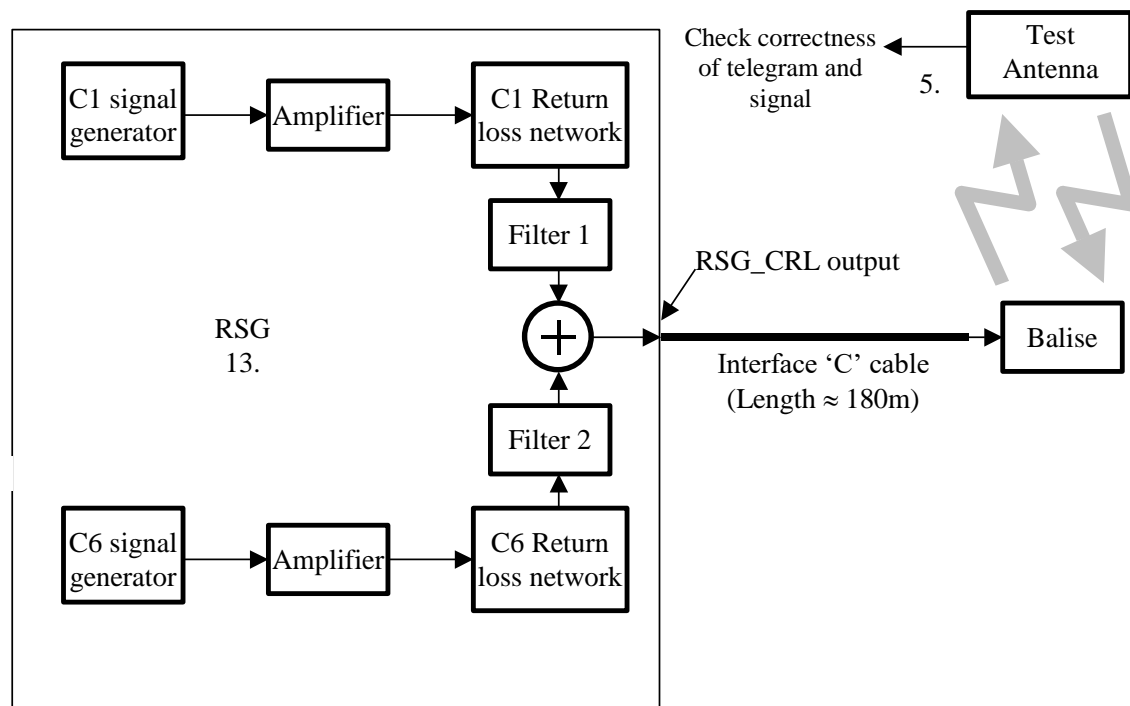 C1 signal
generator
Amplifier
C1 Return
loss network
Filter 1
Check correctness
of telegram and
signal
5.
Test
Antenna
RSG_CRL output
RSG
13.
+
Interface ‘C’ cable
(Length ≈ 180m)
Balise
Filter 2
C6 signal
generator
Amplifier
C6 Return
loss network